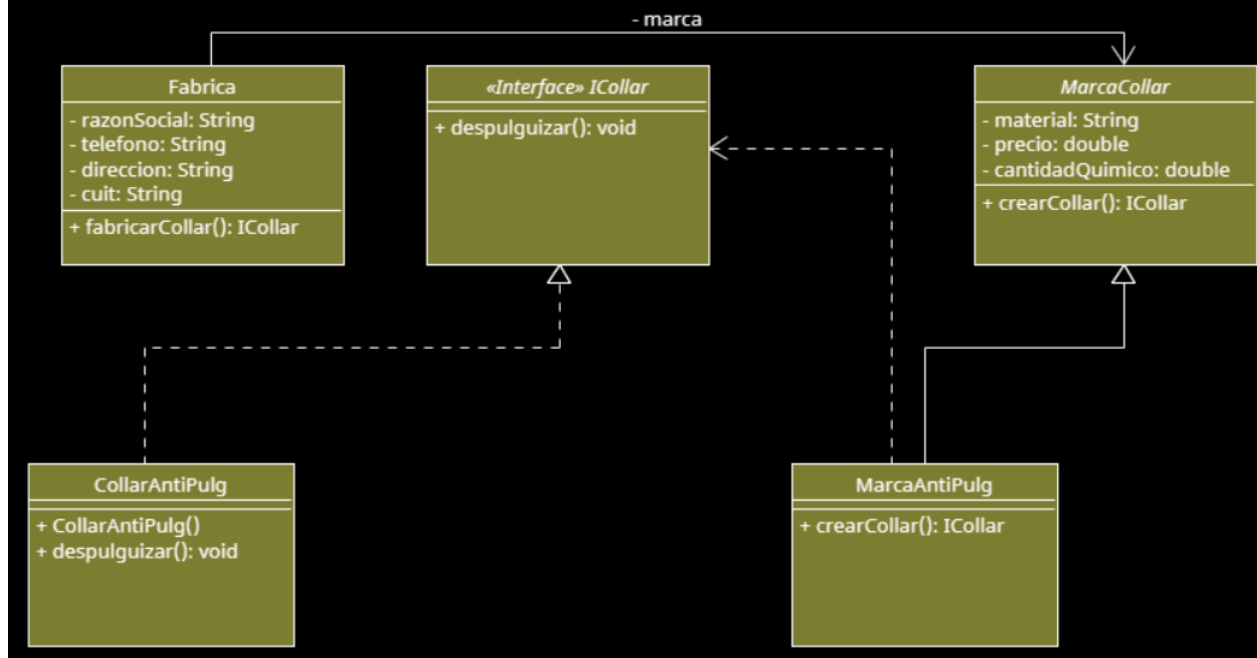 - marca
Fabrica
- razonSocial: String
- telefono: String
- direccion: String
- cuit: String
+ fabricarCollar(): ICollar
«Interface» ICollar
+ despulguizar(): void
MarcaCollar
- material: String
- precio: double
- cantidadQuimico: double
+ crearCollar(): ICollar
CollarAntiPulg
+ CollarAntiPulg()
+ despulguizar(): void
MarcaAntiPulg
+ crearCollar(): ICollar